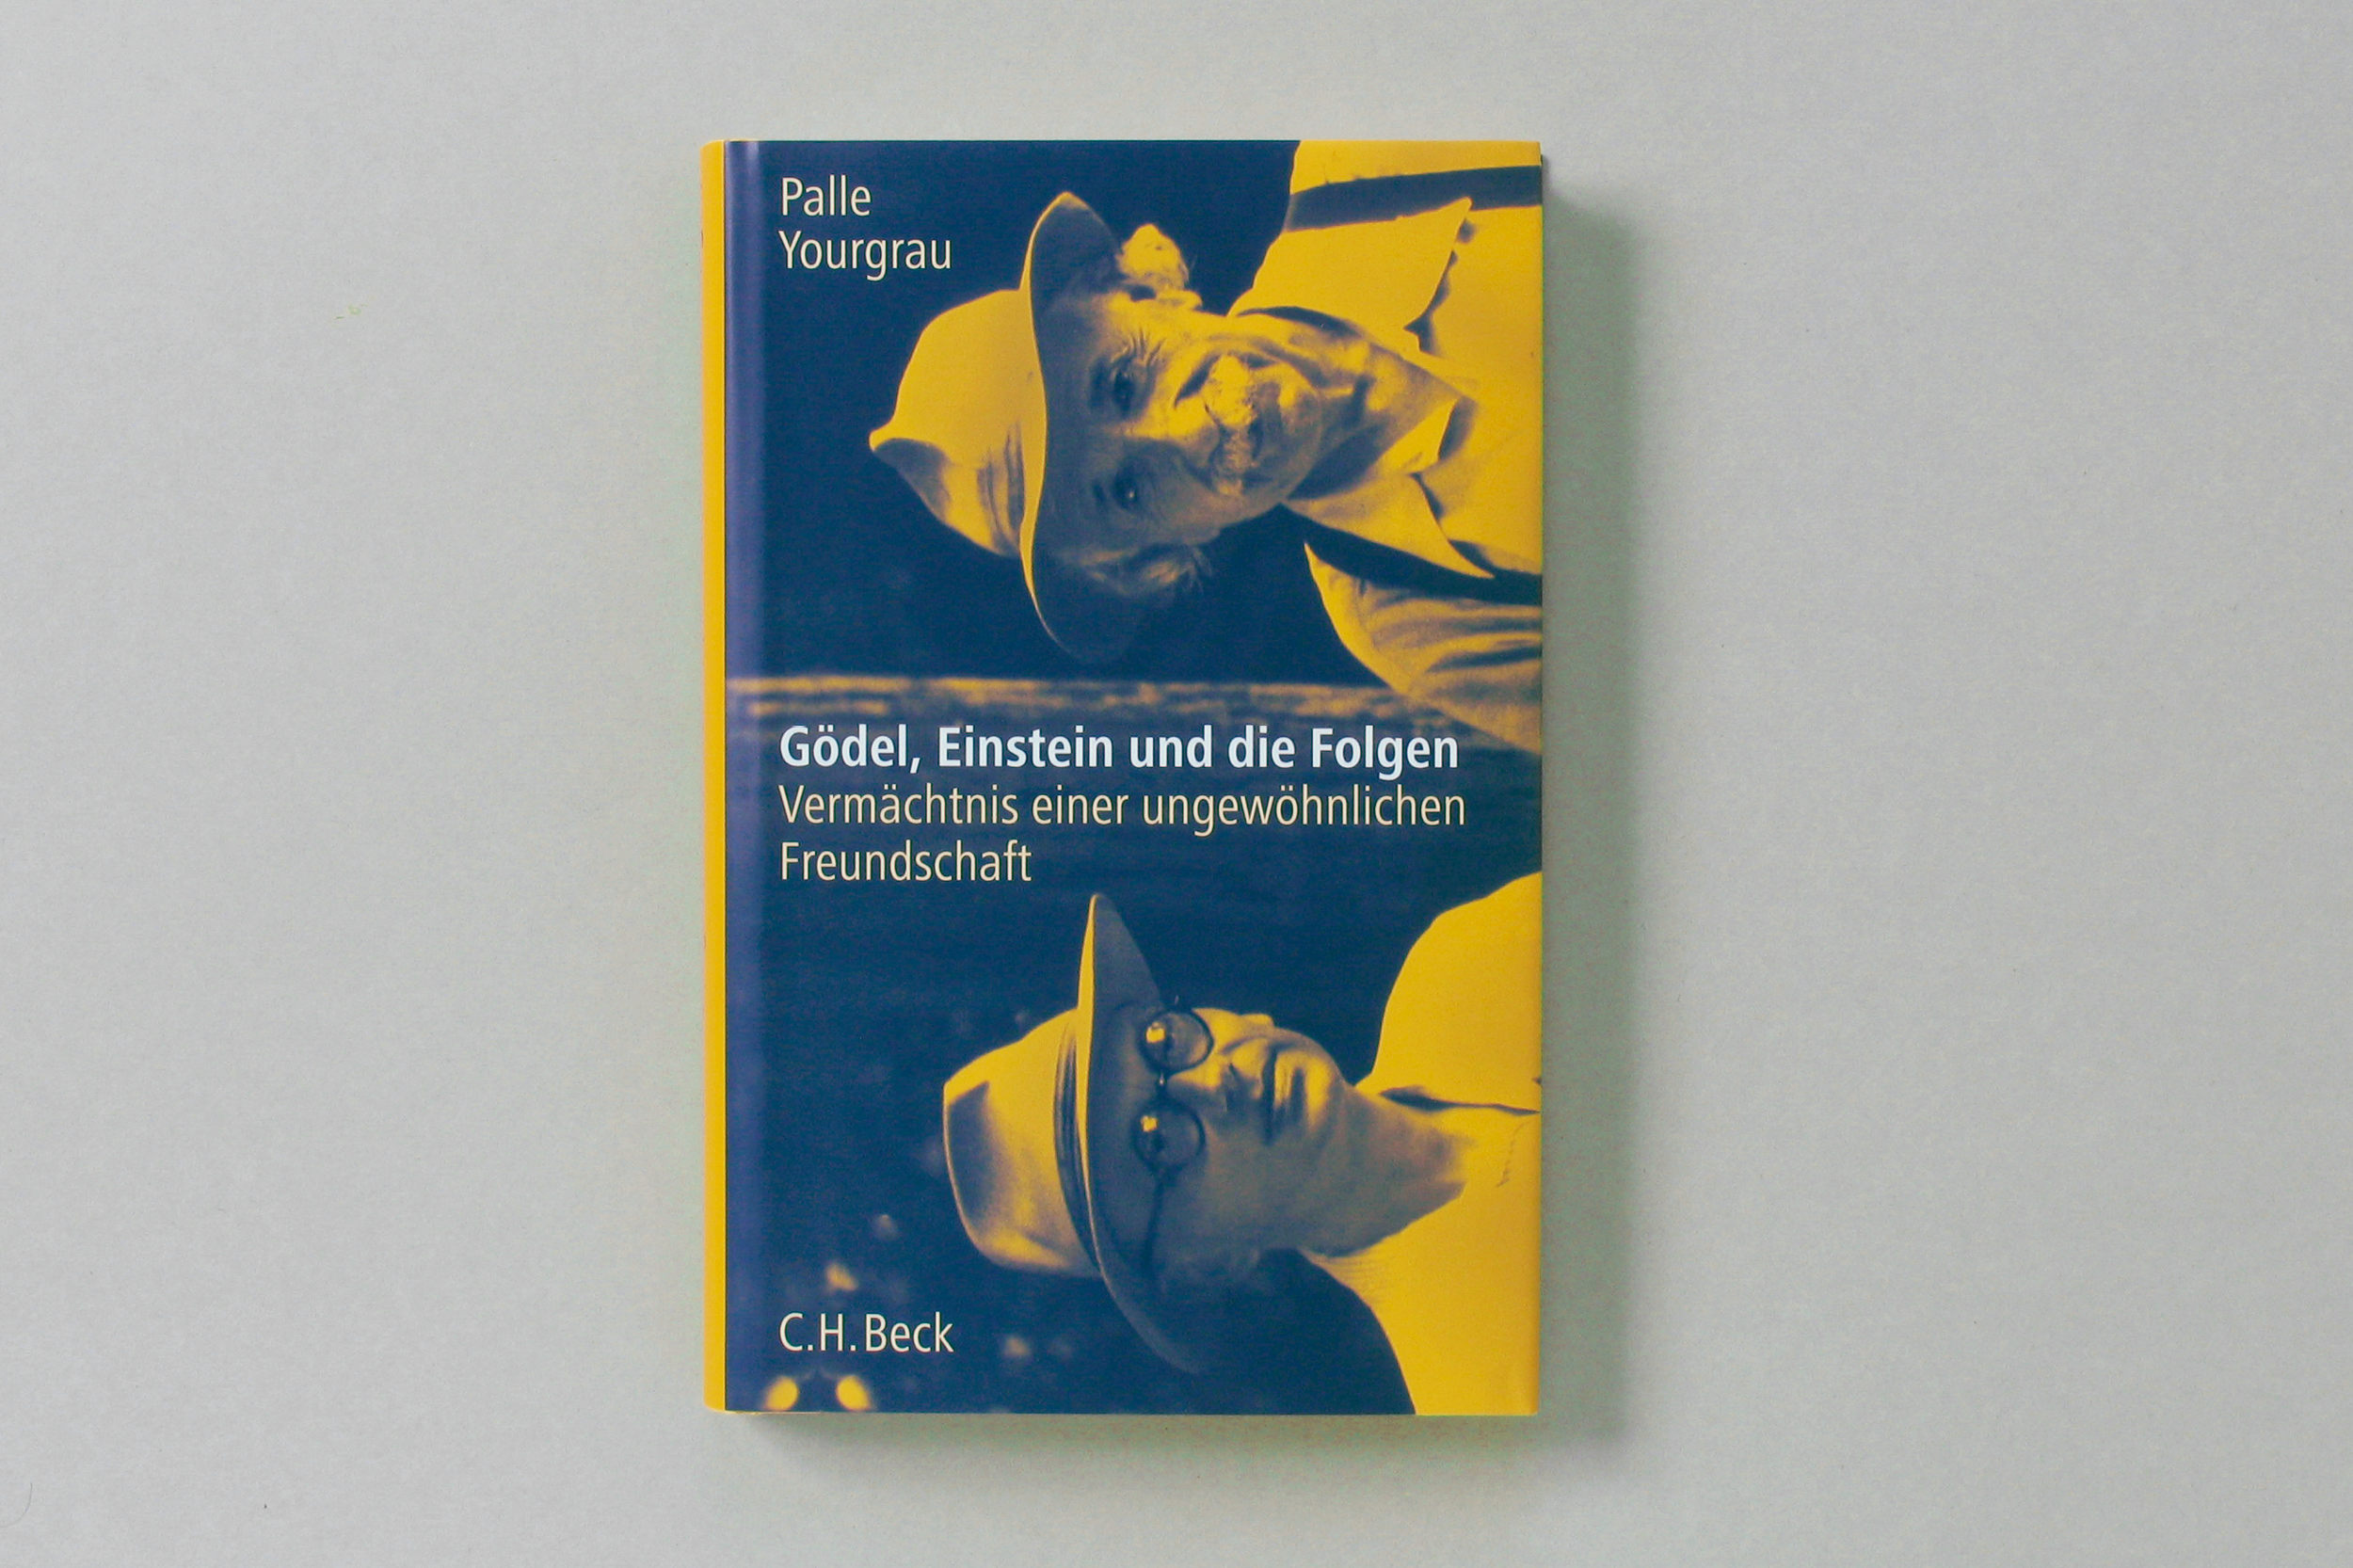 Palle
Yourgrau
Gödel, Einstein und die Folgen
Vermächtnis einer ungewöhnlichen
Freundschaft
C.H.Beck